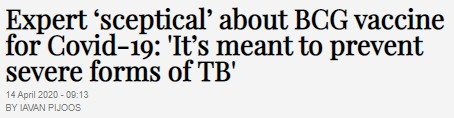 Expert ‘sceptical’ about BCG vaccine
for Covid-19: 'It’s meant to prevent
severe forms of TB'
14 April 2020 - 09:13
BY IAVAN PIJOOS